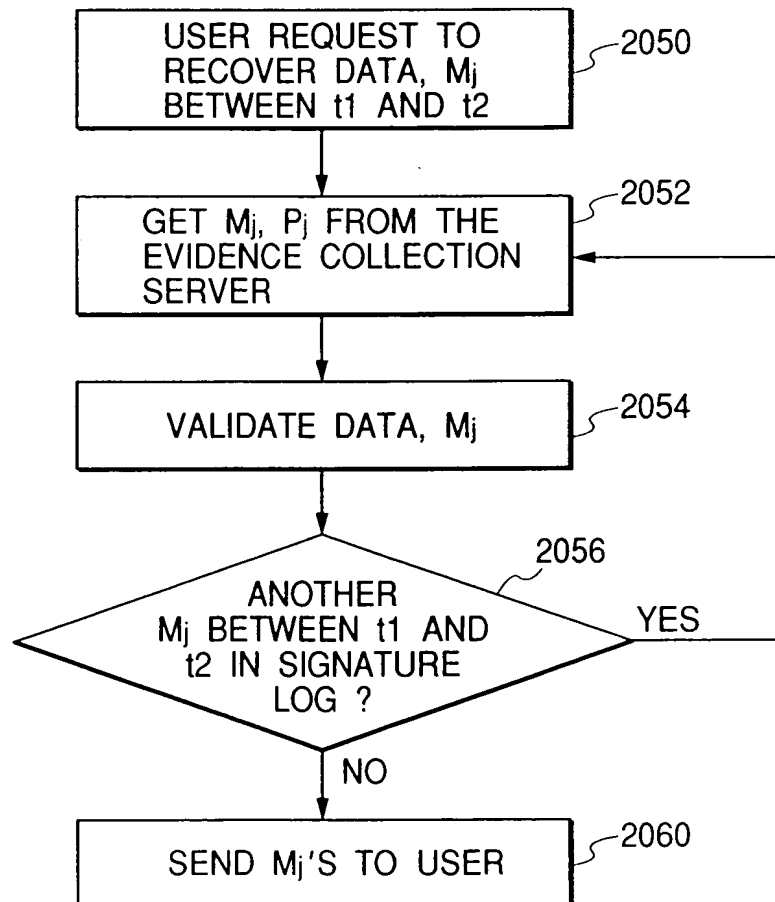 USER REQUEST TO
RECOVER DATA, Mj
BETWEEN t1 AND t2
2050
GET Mj, Pj FROM THE
EVIDENCE COLLECTION
SERVER
2052
VALIDATE DATA, Mj
2054
ANOTHER
Mj BETWEEN t1 AND
t2 IN SIGNATURE
LOG ?
2056
YES
NO
SEND Mj'S TO USER
2060